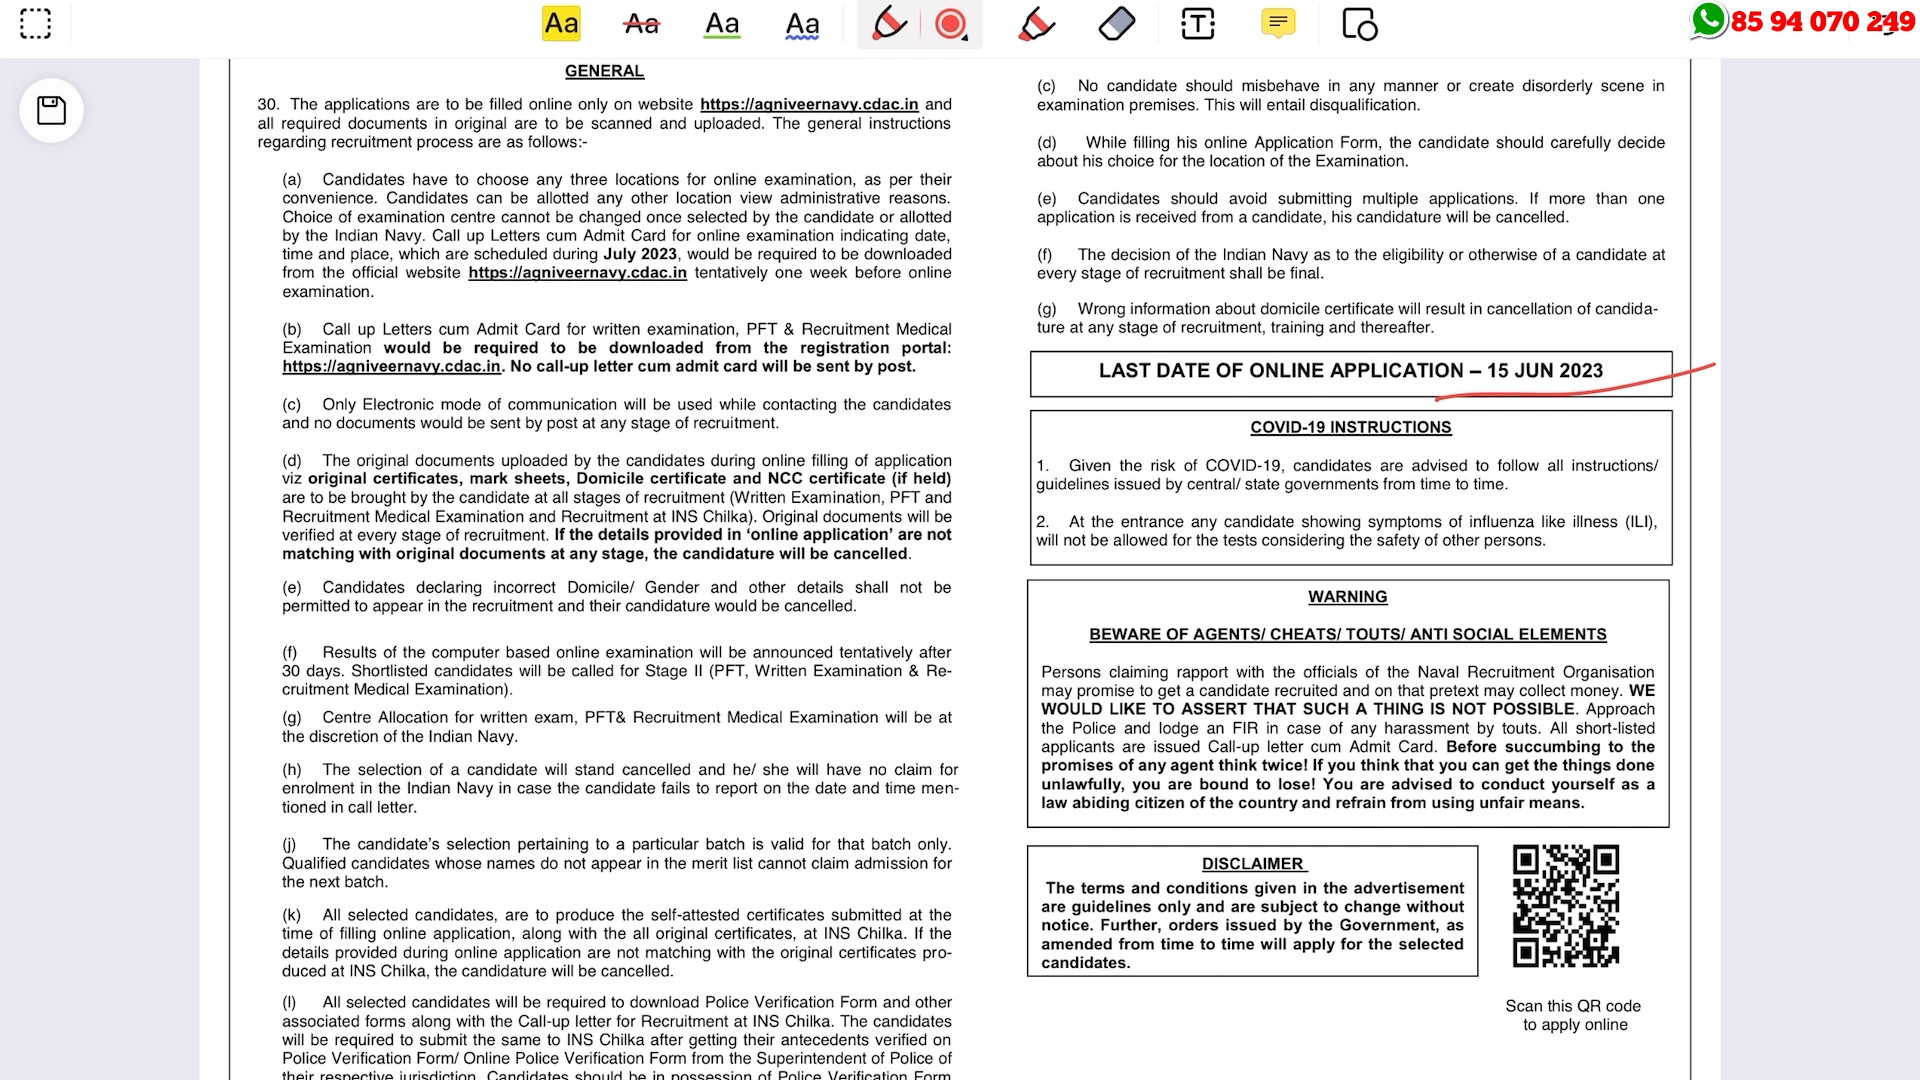 Aa Aa Aa Aa T
85 94 070 249
GENERAL
30. The applications are to be filled online only on website https://agniveernavy.cdac.in and
all required documents in original are to be scanned and uploaded. The general instructions
regarding recruitment process are as follows:-
(a) Candidates have to choose any three locations for online examination, as per their
convenience. Candidates can be allotted any other location view administrative reasons.
Choice of examination centre cannot be changed once selected by the candidate or allotted
by the Indian Navy. Call up Letters cum Admit Card for online examination indicating date,
time and place, which are scheduled during July 2023, would be required to be downloaded
from the official website https://agniveernavy.cdac.in tentatively one week before online
examination.
(b) Call up Letters cum Admit Card for written examination, PFT & Recruitment Medical
Examination would be required to be downloaded from the registration portal:
https://agniveernavy.cdac.in. No call-up letter cum admit card will be sent by post.
(c) Only Electronic mode of communication will be used while contacting the candidates
and no documents would be sent by post at any stage of recruitment.
(d) The original documents uploaded by the candidates during online filling of application
viz original certificates, mark sheets, Domicile certificate and NCC certificate (if held)
are to be brought by the candidate at all stages of recruitment (Written Examination, PFT and
Recruitment Medical Examination and Recruitment at INS Chilka). Original documents will be
verified at every stage of recruitment. If the details provided in ‘online application’ are not
matching with original documents at any stage, the candidature will be cancelled.
(e) Candidates declaring incorrect Domicile/ Gender and other details shall not be
permitted to appear in the recruitment and their candidature would be cancelled.
(f) Results of the computer based online examination will be announced tentatively after
30 days. Shortlisted candidates will be called for Stage II (PFT, Written Examination & Re-
cruitment Medical Examination).
(g) Centre Allocation for written exam, PFT& Recruitment Medical Examination will be at
the discretion of the Indian Navy.
(h) The selection of a candidate will stand cancelled and he/ she will have no claim for
enrolment in the Indian Navy in case the candidate fails to report on the date and time men-
tioned in call letter.
(j) The candidate’s selection pertaining to a particular batch is valid for that batch only.
Qualified candidates whose names do not appear in the merit list cannot claim admission for
the next batch.
(k) All selected candidates, are to produce the self-attested certificates submitted at the
time of filling online application, along with the all original certificates, at INS Chilka. If the
details provided during online application are not matching with the original certificates pro-
duced at INS Chilka, the candidature will be cancelled.
(l) All selected candidates will be required to download Police Verification Form and other
associated forms along with the Call-up letter for Recruitment at INS Chilka. The candidates
will be required to submit the same to INS Chilka after getting their antecedents verified on
Police Verification Form/ Online Police Verification Form from the Superintendent of Police of
their respective jurisdiction. Candidates should be in possession of Police Verification Form
(c) No candidate should misbehave in any manner or create disorderly scene in
examination premises. This will entail disqualification.
(d) While filling his online Application Form, the candidate should carefully decide
about his choice for the location of the Examination.
(e) Candidates should avoid submitting multiple applications. If more than one
application is received from a candidate, his candidature will be cancelled.
(f) The decision of the Indian Navy as to the eligibility or otherwise of a candidate at
every stage of recruitment shall be final.
(g) Wrong information about domicile certificate will result in cancellation of candida-
ture at any stage of recruitment, training and thereafter.
LAST DATE OF ONLINE APPLICATION – 15 JUN 2023
COVID-19 INSTRUCTIONS
1. Given the risk of COVID-19, candidates are advised to follow all instructions/
guidelines issued by central/ state governments from time to time.
2. At the entrance any candidate showing symptoms of influenza like illness (ILI),
will not be allowed for the tests considering the safety of other persons.
WARNING
BEWARE OF AGENTS/ CHEATS/ TOUTS/ ANTI SOCIAL ELEMENTS
Persons claiming rapport with the officials of the Naval Recruitment Organisation
may promise to get a candidate recruited and on that pretext may collect money. WE
WOULD LIKE TO ASSERT THAT SUCH A THING IS NOT POSSIBLE. Approach
the Police and lodge an FIR in case of any harassment by touts. All short-listed
applicants are issued Call-up letter cum Admit Card. Before succumbing to the
promises of any agent think twice! If you think that you can get the things done
unlawfully, you are bound to lose! You are advised to conduct yourself as a
law abiding citizen of the country and refrain from using unfair means.
DISCLAIMER
The terms and conditions given in the advertisement
are guidelines only and are subject to change without
notice. Further, orders issued by the Government, as
amended from time to time will apply for the selected
candidates.
Scan this QR code
to apply online